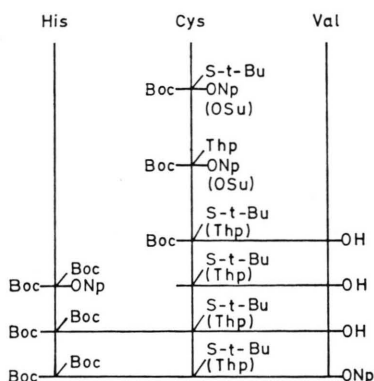 His Cys Val
S-t-Bu
Boc ONp
(OSu)
Thp
Boc ONp
(OSu)
S-t-Bu
(Thp)
Boc OH
S-t-Bu
Boc (Thp)
Boc ONp OH
S-t-Bu
Boc (Thp)
Boc OH
S-t-Bu
Boc (Thp)
Boc ONp